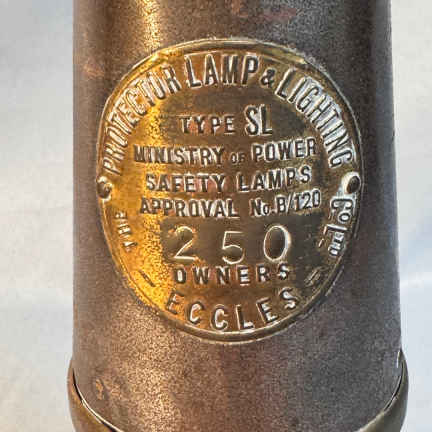 THE PROTECTOR LAMP & LIGHTING Co LTD
TYPE SL
MINISTRY OF POWER
SAFETY LAMPS
APPROVAL No B/120
250
OWNERS
- ECCLES -